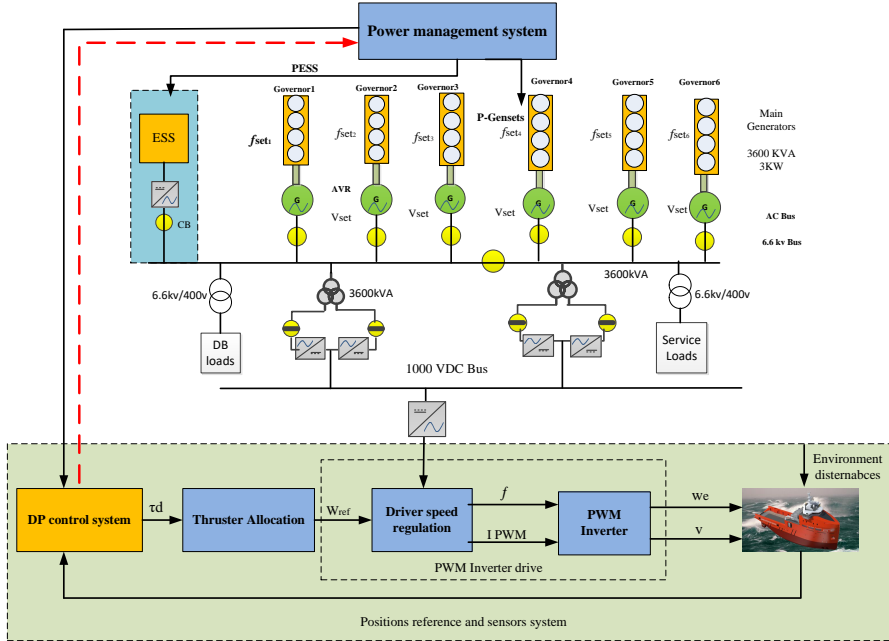 Power management system
PESS
Governor1
Governor2
Governor3
Governor4
Governor5
Governor6
P-Gensets
ESS
fset₁
fset₂
fset₃
fset₄
fset₅
fset₆
Main
Generators
3600 KVA
3KW
AVR
G
G
G
G
G
G
Vset
Vset
Vset
Vset
Vset
CB
AC Bus
6.6 kv Bus
6.6kv/400v
3600kVA
3600kVA
6.6kv/400v
DB
loads
Service
Loads
1000 VDC Bus
Environment
disternabces
DP control system
τd
Thruster Allocation
Wref
Driver speed
regulation
f
I PWM
PWM
Inverter
we
v
PWM Inverter drive
Positions reference and sensors system